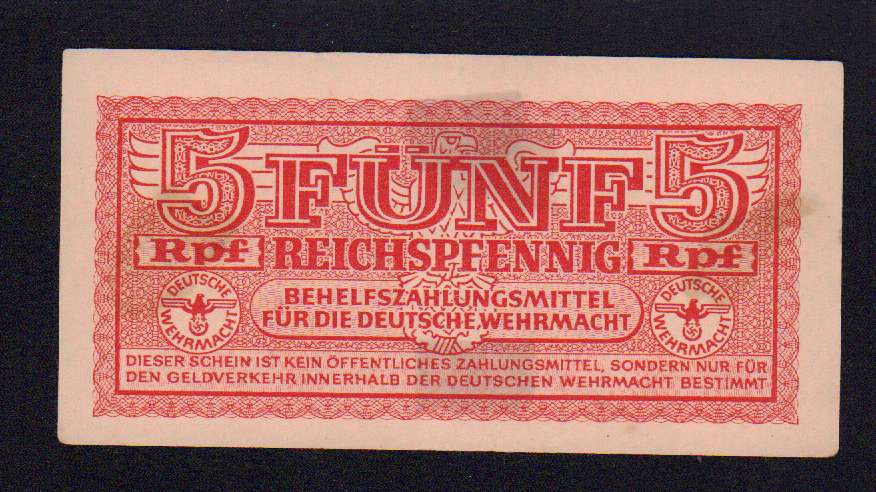 5 FÜNF 5
Rpf REICHSPFENNIG Rpf
DEUTSCHE WEHRMACHT
BEHELFSZAHLUNGSMITTEL
FÜR DIE DEUTSCHE WEHRMACHT
DEUTSCHE WEHRMACHT
DIESER SCHEIN IST KEIN ÖFFENTLICHES ZAHLUNGSMITTEL, SONDERN NUR FÜR
DEN GELDVERKEHR INNERHALB DER DEUTSCHEN WEHRMACHT BESTIMMT